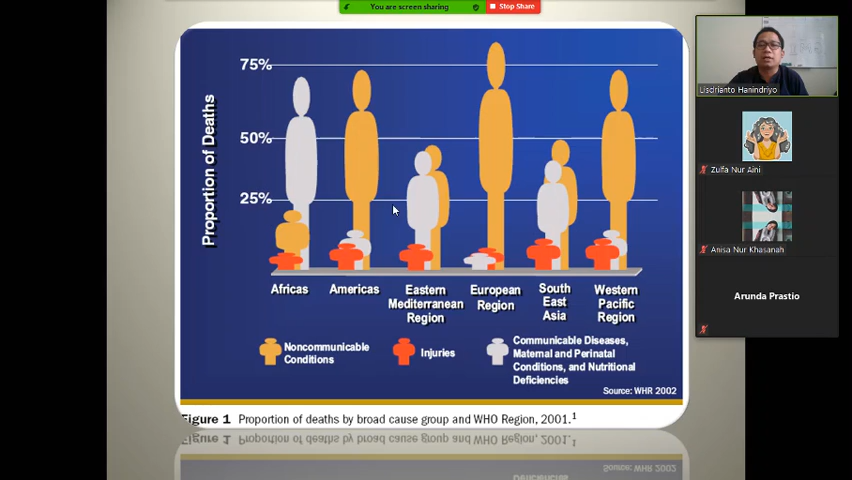 You are screen sharing
Stop Share
75%
50%
25%
Proportion of Deaths
Africas
Americas
Eastern
Mediterranean
Region
European
Region
South
East
Asia
Western
Pacific
Region
Noncommunicable
Conditions
Injuries
Communicable Diseases,
Maternal and Perinatal
Conditions, and Nutritional
Deficiencies
Source: WHR 2002
Figure 1 Proportion of deaths by broad cause group and WHO Region, 2001.1
Lisdrianto Hanindriyo
Zulfa Nur Aini
Anisa Nur Khasanah
Arunda Prastio